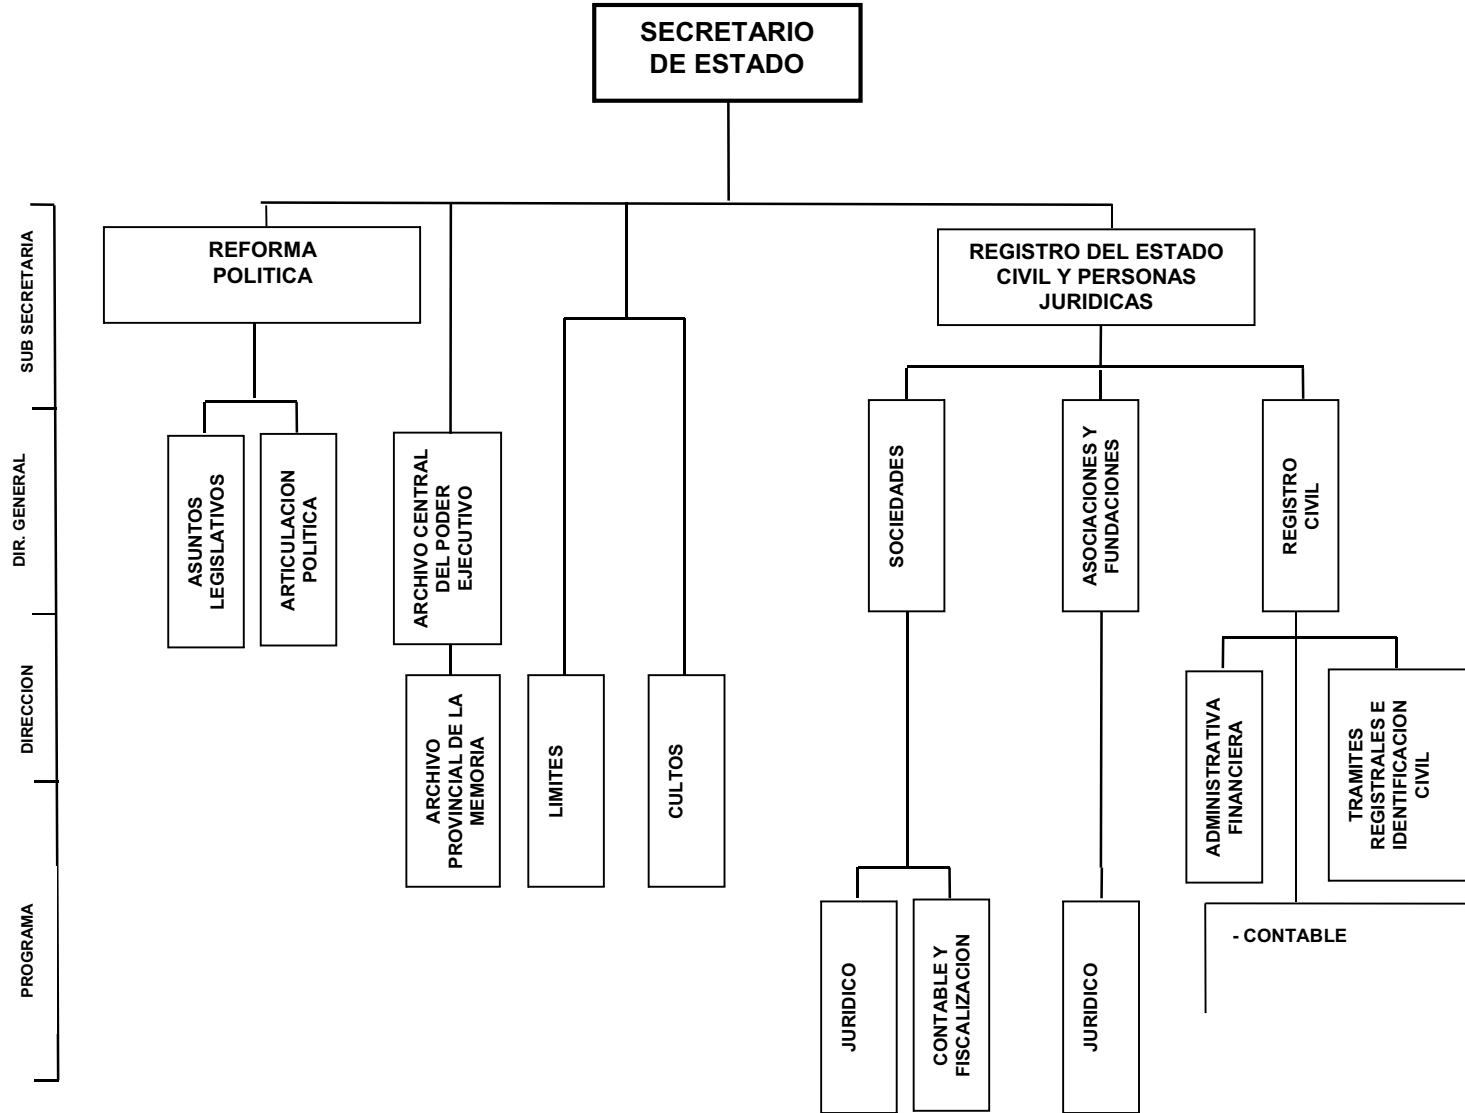 SECRETARIO
DE ESTADO
SUB SECRETARIA
REFORMA
POLITICA
REGISTRO DEL ESTADO
CIVIL Y PERSONAS
JURIDICAS
DIR. GENERAL
ASUNTOS
LEGISLATIVOS
ARTICULACION
POLITICA
ARCHIVO CENTRAL
DEL PODER
EJECUTIVO
SOCIEDADES
ASOCIACIONES Y
FUNDACIONES
REGISTRO
CIVIL
DIRECCION
ARCHIVO
PROVINCIAL DE LA
MEMORIA
LIMITES
CULTOS
ADMINISTRATIVA
FINANCIERA
TRAMITES
REGISTRALES E
IDENTIFICACION
CIVIL
PROGRAMA
JURIDICO
CONTABLE Y
FISCALIZACION
JURIDICO
- CONTABLE